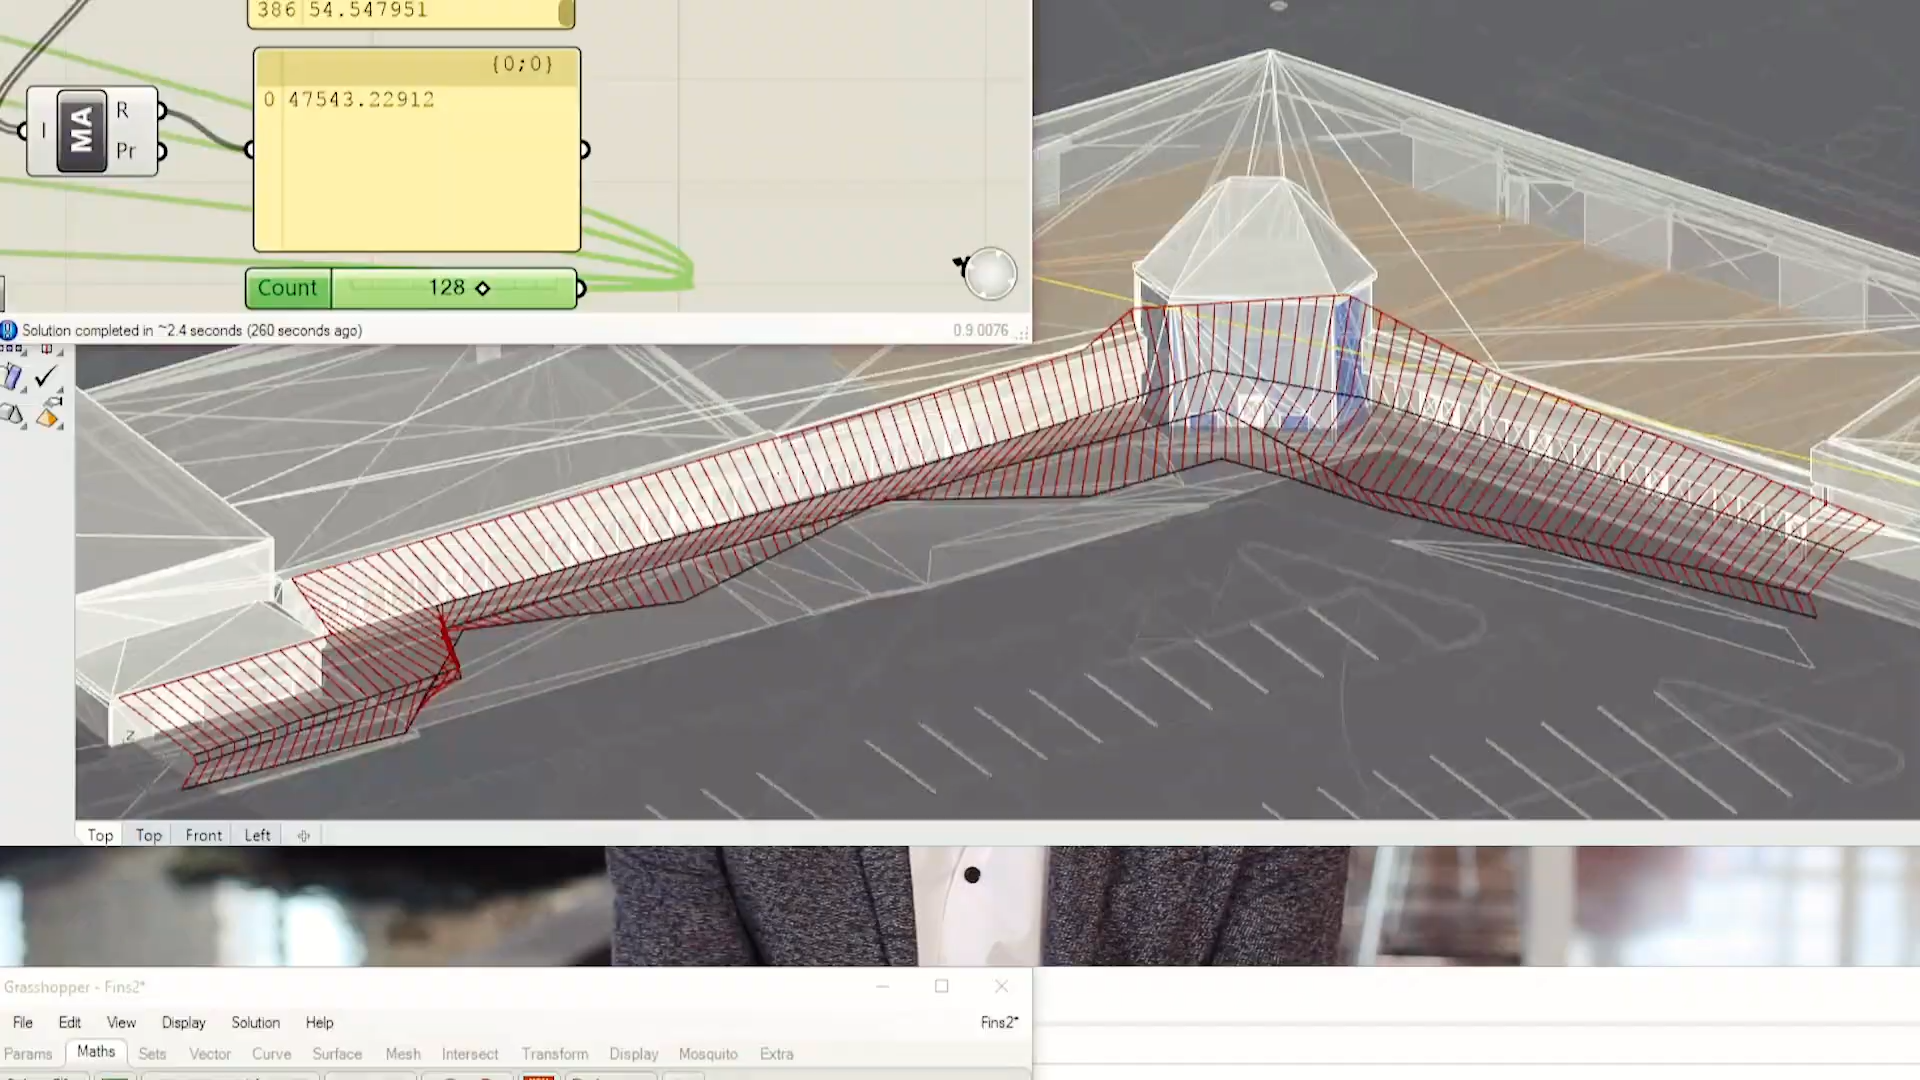 386 54.547951
{0;0}
0 47543.22912
I
MA
R
Pr
Count 128
Solution completed in ~2.4 seconds (260 seconds ago)
0.9.0076
Z
Top Top Front Left
Grasshopper - Fins2*
File Edit View Display Solution Help
Fins2*
Params Maths Sets Vector Curve Surface Mesh Intersect Transform Display Mosquito Extra